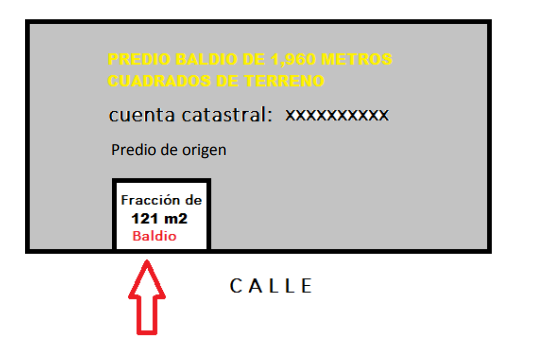 PREDIO BALDIO DE 1,960 METROS
CUADRADOS DE TERRENO
cuenta catastral: xxxxxxxxxx
Predio de origen
Fracción de
121 m2
Baldio
CALLE